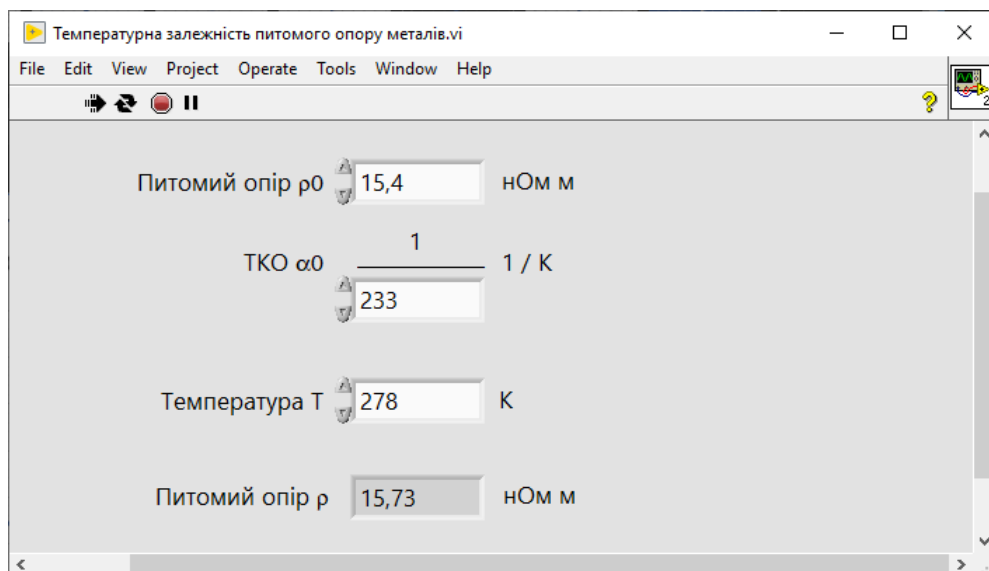 Температурна залежність питомого опору металів.vi
File Edit View Project Operate Tools Window Help
2
Питомий опір ρ0 15,4 нОм м
1
ТКО α0 1 / К
233
Температура Т 278 К
Питомий опір ρ 15,73 нОм м